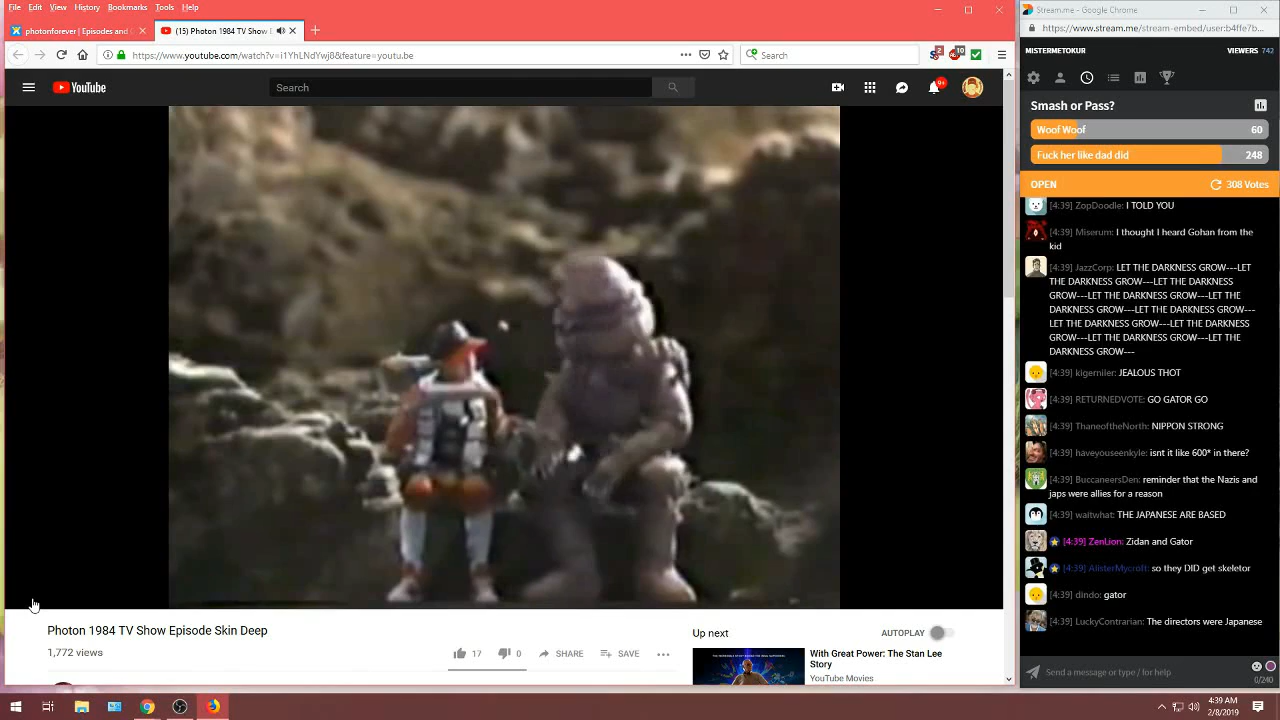 File Edit View History Bookmarks Tools Help
photonforever | Episodes and
(15) Photon 1984 TV Show E
https://www.youtube.com/watch?v=i1YhLNdYwj8&feature=youtu.be
Search
2
10
YouTube
Search
9+
Photon 1984 TV Show Episode Skin Deep
1,772 views
17
0
SHARE
SAVE
Up next
AUTOPLAY
With Great Power: The Stan Lee
Story
YouTube Movies
Stream.me - Google Chrome
https://www.stream.me/stream-embed/user:b4ffe7b...
MISTERMETOKUR
VIEWERS 742
Smash or Pass?
Woof Woof 60
Fuck her like dad did 248
OPEN
308 Votes
[4:39] ZopDoodle: I TOLD YOU
[4:39] Miserum: I thought I heard Gohan from the
kid
[4:39] JazzCorp: LET THE DARKNESS GROW---LET
THE DARKNESS GROW---LET THE DARKNESS
GROW---LET THE DARKNESS GROW---LET THE
DARKNESS GROW---LET THE DARKNESS GROW---
LET THE DARKNESS GROW---LET THE DARKNESS
GROW---LET THE DARKNESS GROW---LET THE
DARKNESS GROW---
[4:39] kigerniier: JEALOUS THOT
[4:39] RETURNEDVOTE: GO GATOR GO
[4:39] ThaneoftheNorth: NIPPON STRONG
[4:39] haveyouseenkyle: isnt it like 600* in there?
[4:39] BuccaneersDen: reminder that the Nazis and
japs were allies for a reason
[4:39] waitwhat: THE JAPANESE ARE BASED
[4:39] ZenLion: Zidan and Gator
[4:39] AlisterMycroft: so they DID get skeletor
[4:39] dindo: gator
[4:39] LuckyContrarian: The directors were Japanese
Send a message or type / for help
0/240
4:39 AM
2/8/2019